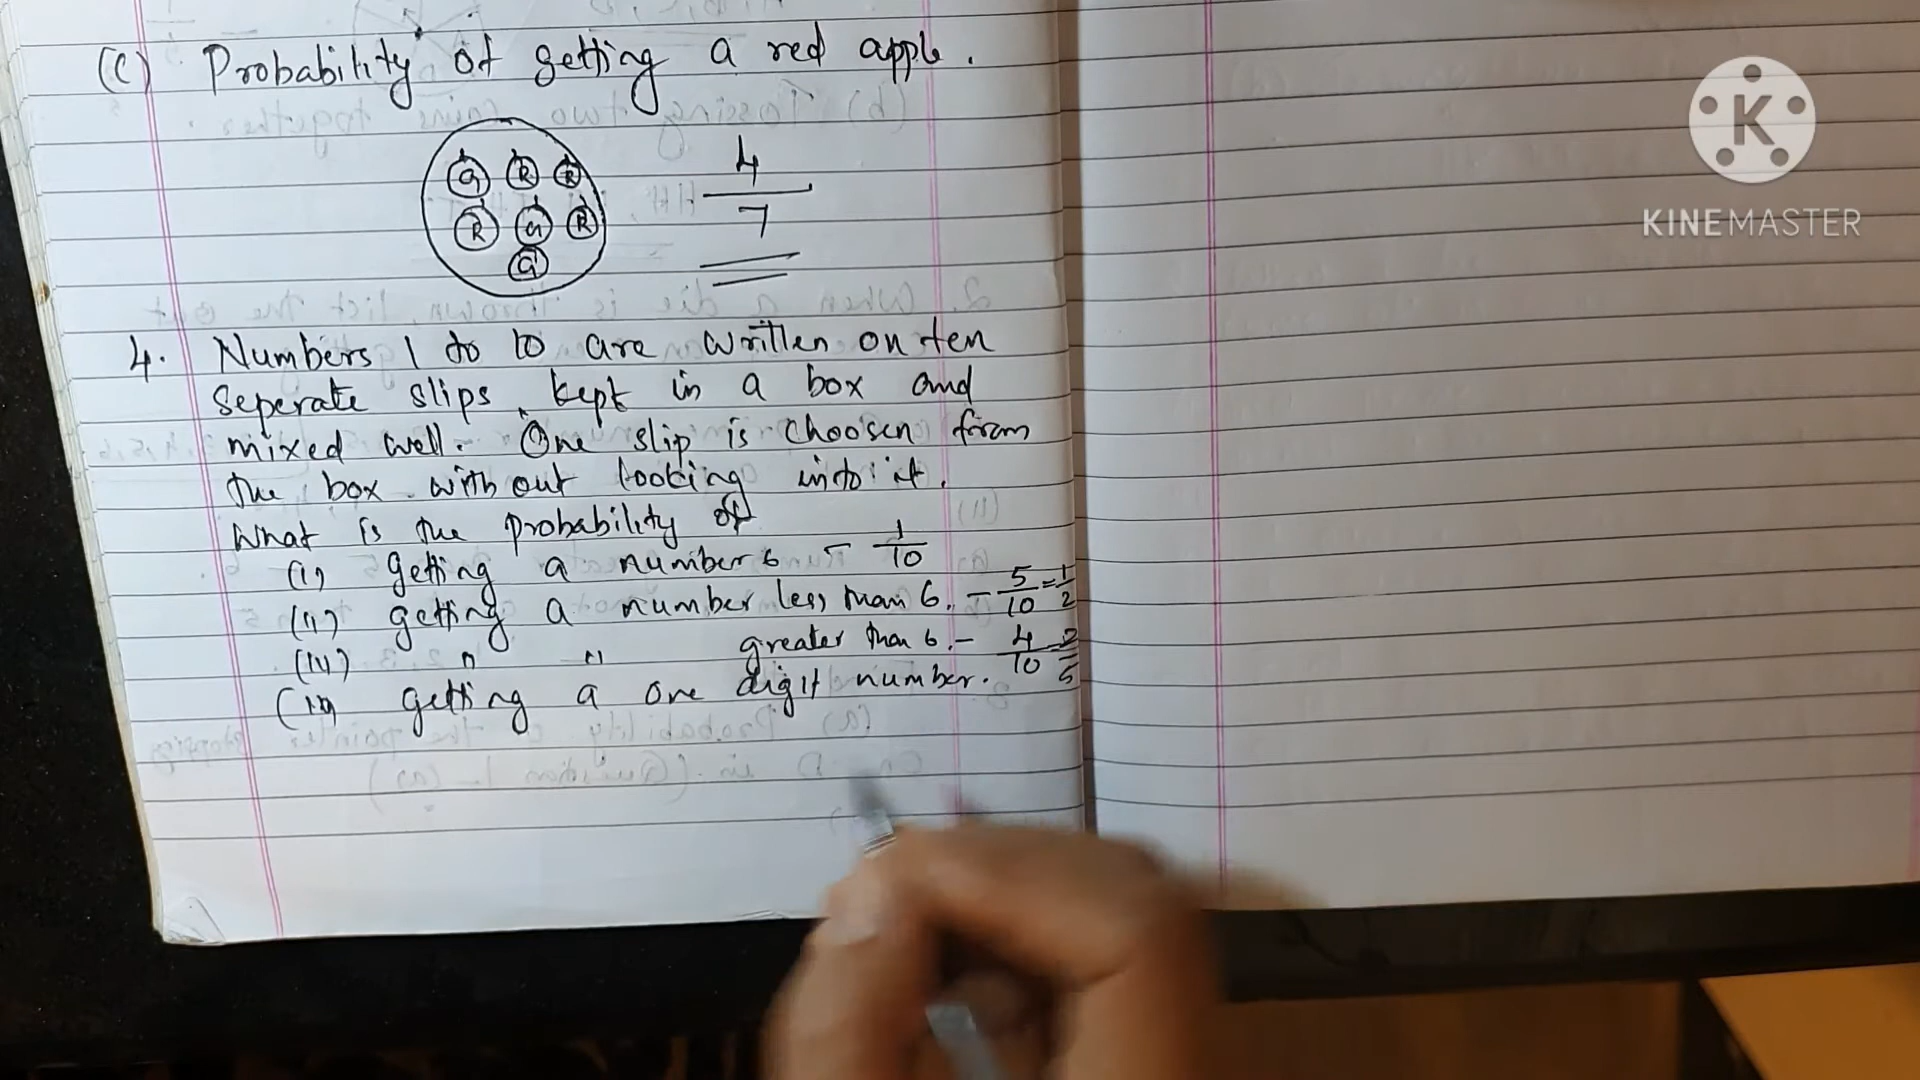 (C) Probability of getting a red apple.
G R R
R G R
G
4
7
K
KINEMASTER
4. Numbers 1 to 10 are written on ten
Seperate slips, kept in a box and
mixed well. One slip is choosen from
the box without looking into it.
What is the probability of
(i) getting a number 6 - 1/10
(ii) getting a number less than 6. - 5/10 = 1/2
(iii) " " greater than 6. - 4/10 = 2/5
(iv) getting a one digit number.